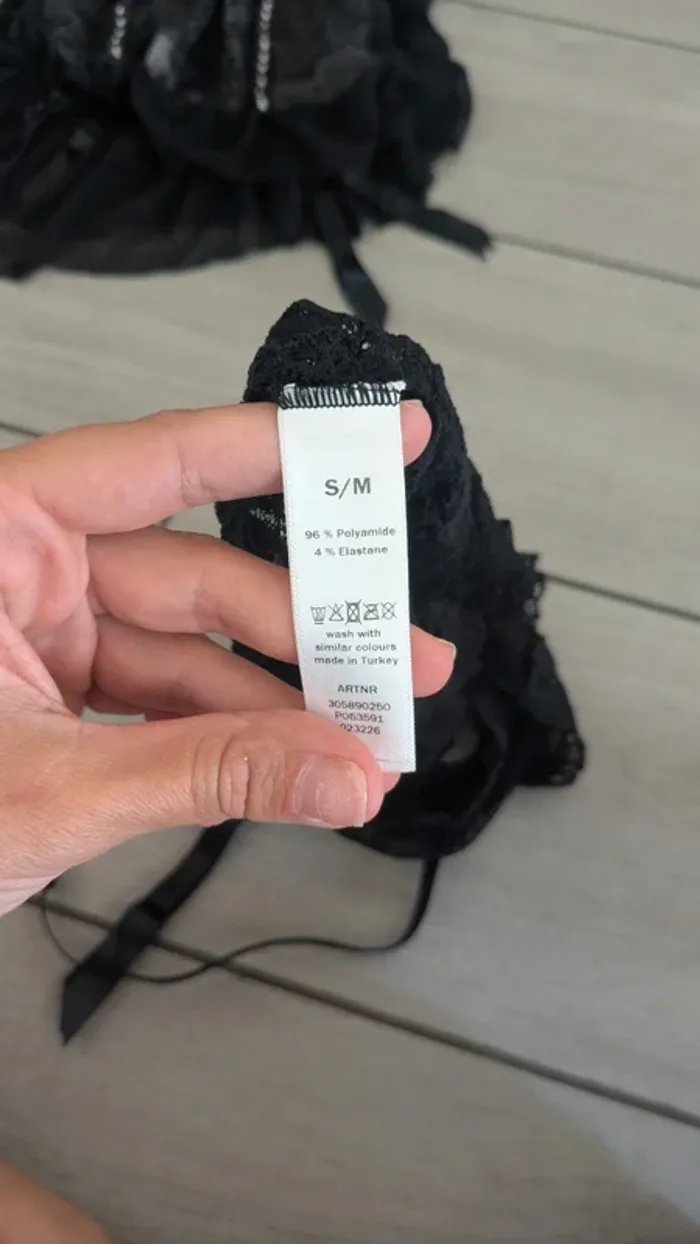 S/M
96 % Polyamide
4 % Elastane
wash with
similar colours
made in Turkey
ARTNR
305890250
P053591
023226